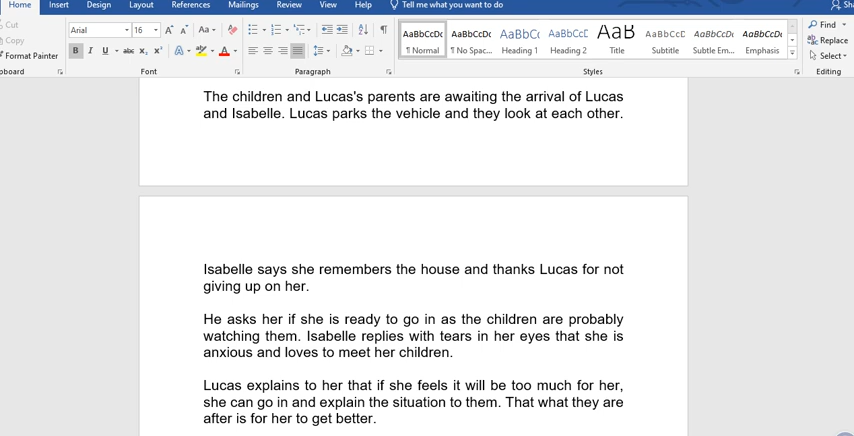 Home Insert Design Layout References Mailings Review View Help Tell me what you want to do
Cut
Copy
Format Painter
Arial 16 Aa
B I U abc x₂ x² A ab A
Font Paragraph Styles Editing
AaBbCcDc AaBbCcDc AaBbCc AaBbCcD AaB AaBbCcD AaBbCcDc AaBbCcDc
¶ Normal ¶ No Spac... Heading 1 Heading 2 Title Subtitle Subtle Em... Emphasis
Find
Replace
Select
The children and Lucas's parents are awaiting the arrival of Lucas
and Isabelle. Lucas parks the vehicle and they look at each other.
Isabelle says she remembers the house and thanks Lucas for not
giving up on her.
He asks her if she is ready to go in as the children are probably
watching them. Isabelle replies with tears in her eyes that she is
anxious and loves to meet her children.
Lucas explains to her that if she feels it will be too much for her,
she can go in and explain the situation to them. That what they are
after is for her to get better.